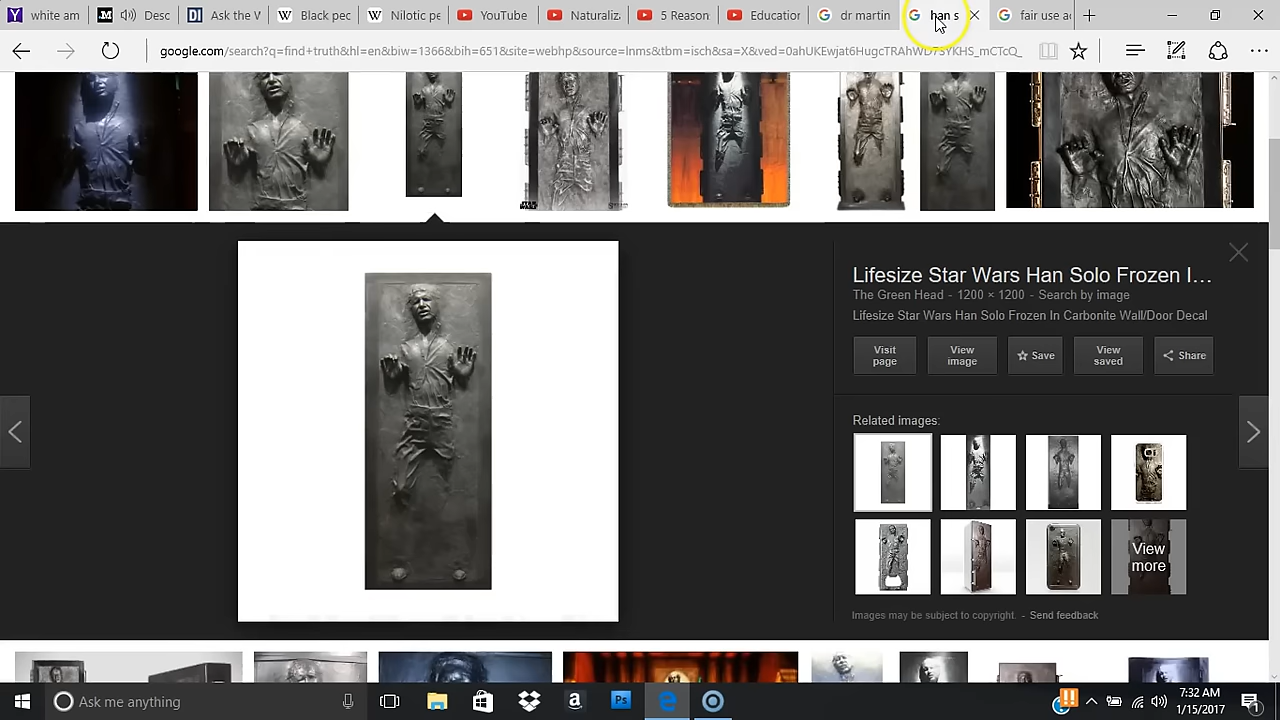 white am
Desc
Ask the W
Black pec
Nilotic pe
YouTube
Naturaliz
5 Reason
Educatior
dr martin
han s
fair use ac
google.com/search?q=find+truth&hl=en&biw=1366&bih=651&site=webhp&source=lnms&tbm=isch&sa=X&ved=0ahUKEwjat6HugcTRAhWD7SYKHS_mCTcQ_
STAR WARS
Lifesize Star Wars Han Solo Frozen I...
The Green Head - 1200 × 1200 - Search by image
Lifesize Star Wars Han Solo Frozen In Carbonite Wall/Door Decal
Visit page
View image
Save
View saved
Share
Related images:
View more
Images may be subject to copyright. - Send feedback
Ask me anything
7:32 AM
1/15/2017